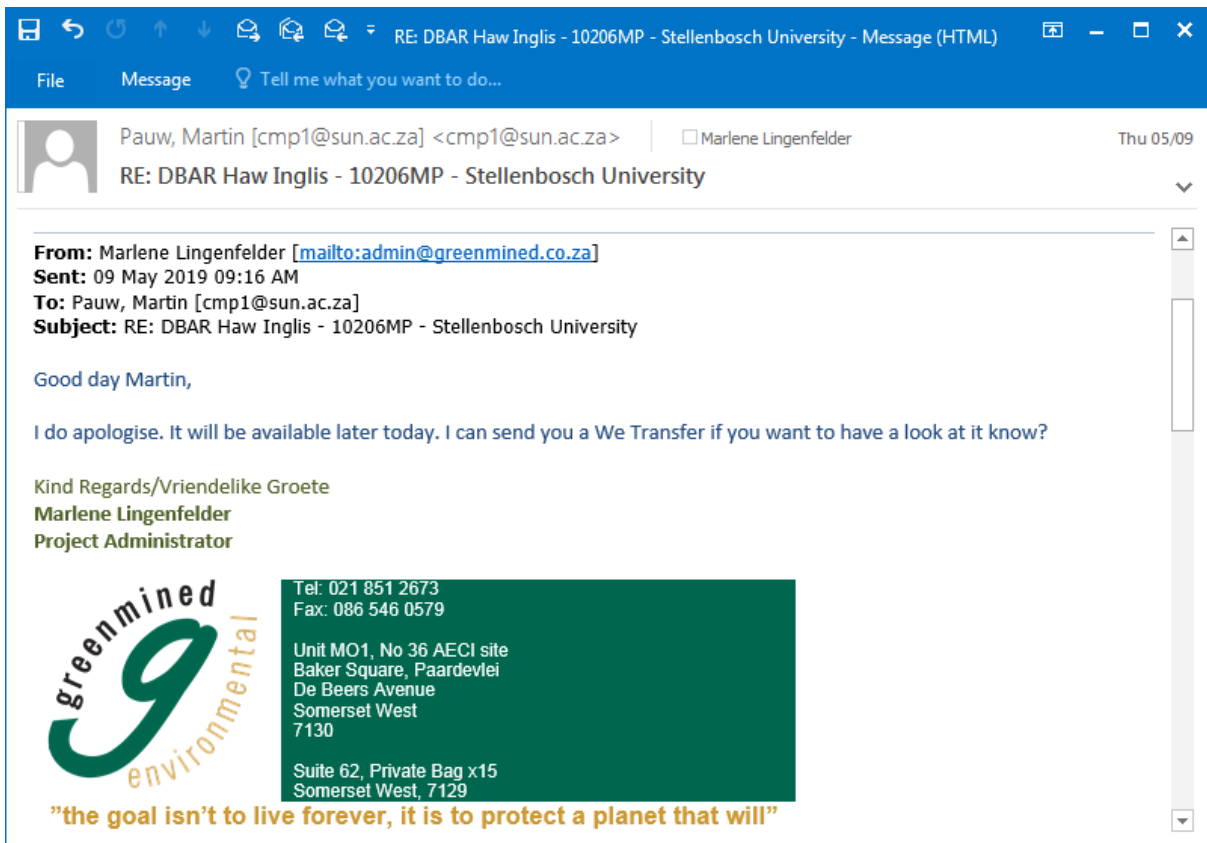 RE: DBAR Haw Inglis - 10206MP - Stellenbosch University - Message (HTML)
File Message Tell me what you want to do...
Pauw, Martin [cmp1@sun.ac.za] <cmp1@sun.ac.za> Marlene Lingenfelder Thu 05/09
RE: DBAR Haw Inglis - 10206MP - Stellenbosch University
From: Marlene Lingenfelder [mailto:admin@greenmined.co.za]
Sent: 09 May 2019 09:16 AM
To: Pauw, Martin [cmp1@sun.ac.za]
Subject: RE: DBAR Haw Inglis - 10206MP - Stellenbosch University
Good day Martin,
I do apologise. It will be available later today. I can send you a We Transfer if you want to have a look at it know?
Kind Regards/Vriendelike Groete
Marlene Lingenfelder
Project Administrator
greenmined
g
environmental
Tel: 021 851 2673
Fax: 086 546 0579
Unit MO1, No 36 AECI site
Baker Square, Paardevlei
De Beers Avenue
Somerset West
7130
Suite 62, Private Bag x15
Somerset West, 7129
"the goal isn't to live forever, it is to protect a planet that will"